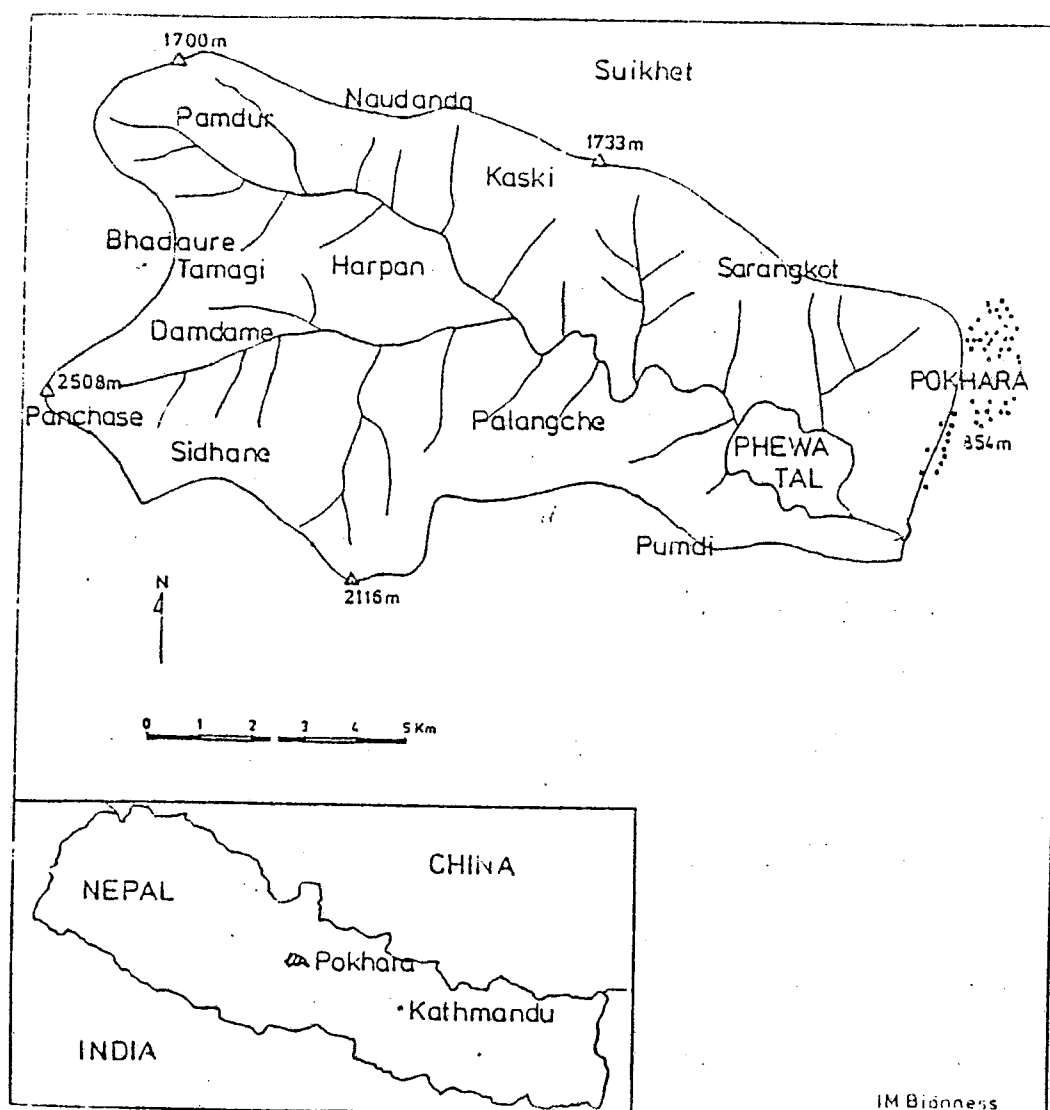 1700m
Suikhet
Naudanda
Pamdur
1733m
Kaski
Bhadaure
Tamagi
Harpan
Sarangkot
Damdame
2508m
Panchase
POKHARA
Palangche
Sidhane
PHEWA
TAL
854m
Pumdi
N
2116m
0 1 2 3 4 5 Km
CHINA
NEPAL
Pokhara
Kathmandu
INDIA
IM Bjønness